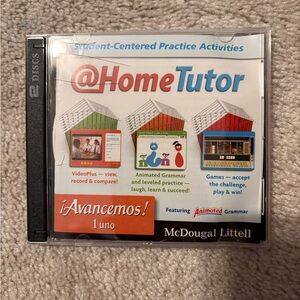 Student-Centered Practice Activities
@HomeTutor
2 DISCS
VideoPlus — view,
record & compare!
Animated Grammar
and leveled practice —
laugh, learn & succeed!
Games — accept
the challenge,
play & win!
¡Avancemos!
1 uno
Featuring Animated Grammar
McDougal Littell